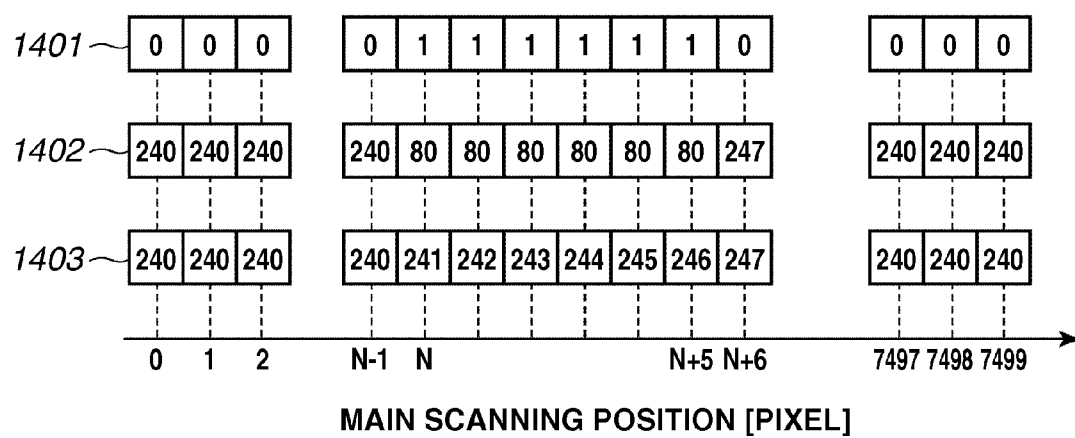 1401 0 0 0 0 1 1 1 1 1 1 0 0 0 0
1402 240 240 240 240 80 80 80 80 80 80 247 240 240 240
1403 240 240 240 240 241 242 243 244 245 246 247 240 240 240
0 1 2 N-1 N N+5 N+6 7497 7498 7499
MAIN SCANNING POSITION [PIXEL]